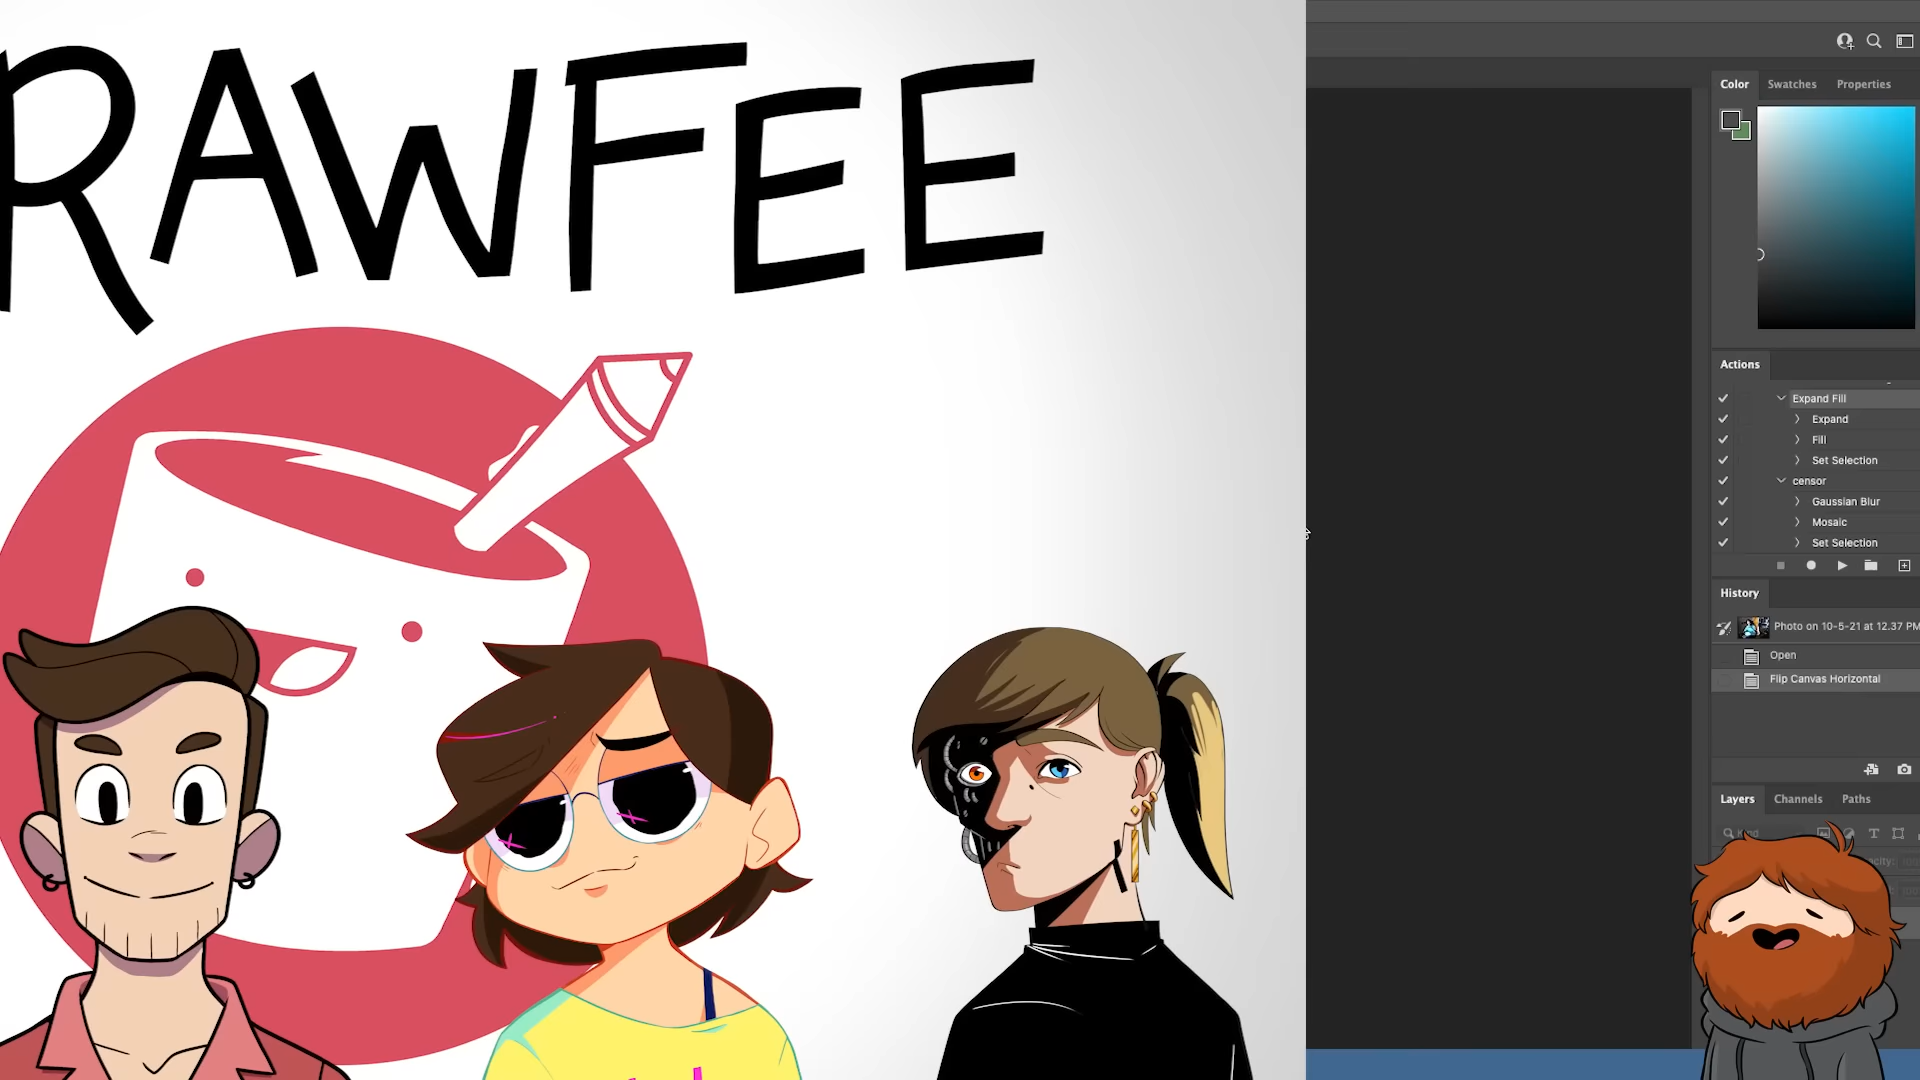 RAWFEE
Color Swatches Properties
Actions
Expand Fill
Expand
Fill
Set Selection
censor
Gaussian Blur
Mosaic
Set Selection
History
Photo on 10-5-21 at 12.37 PM
Open
Flip Canvas Horizontal
Layers Channels Paths